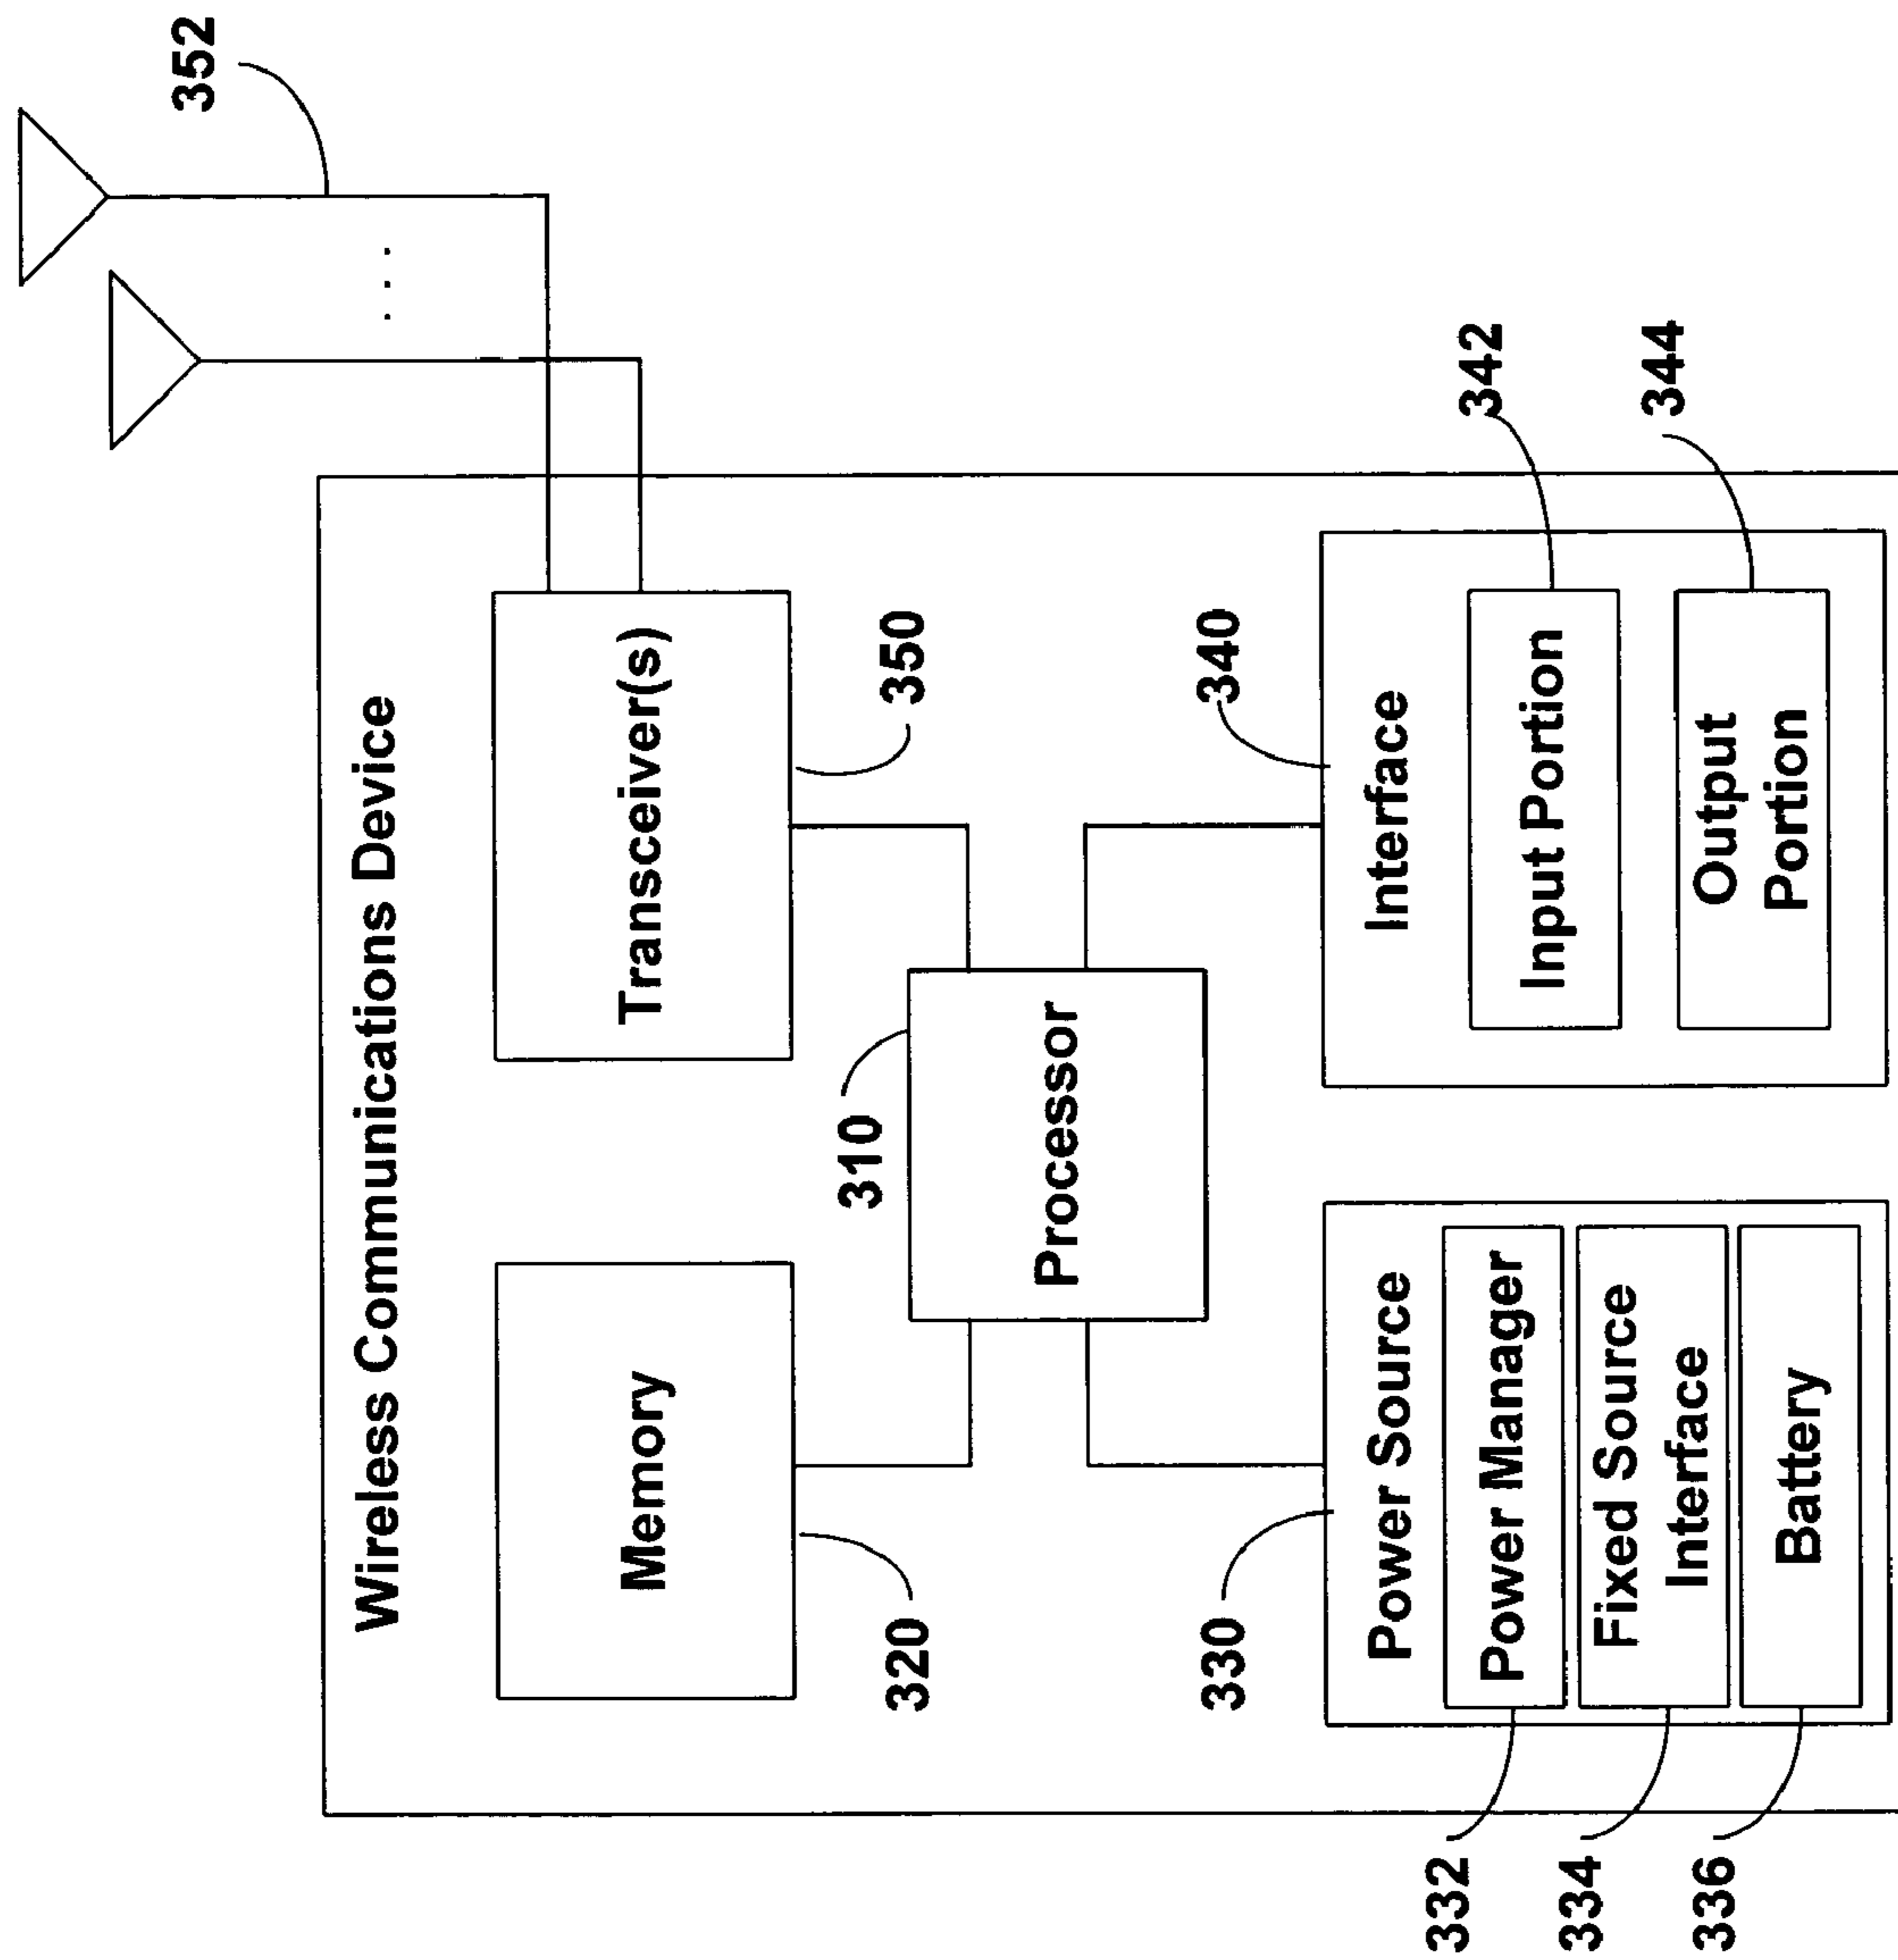 352
Wireless Communications Device
Memory
Transceiver(s)
320
310
350
Processor
330
340
Power Source
Interface
332
Power Manager
Input Portion
342
334
Fixed Source
Interface
336
Battery
Output
Portion
344